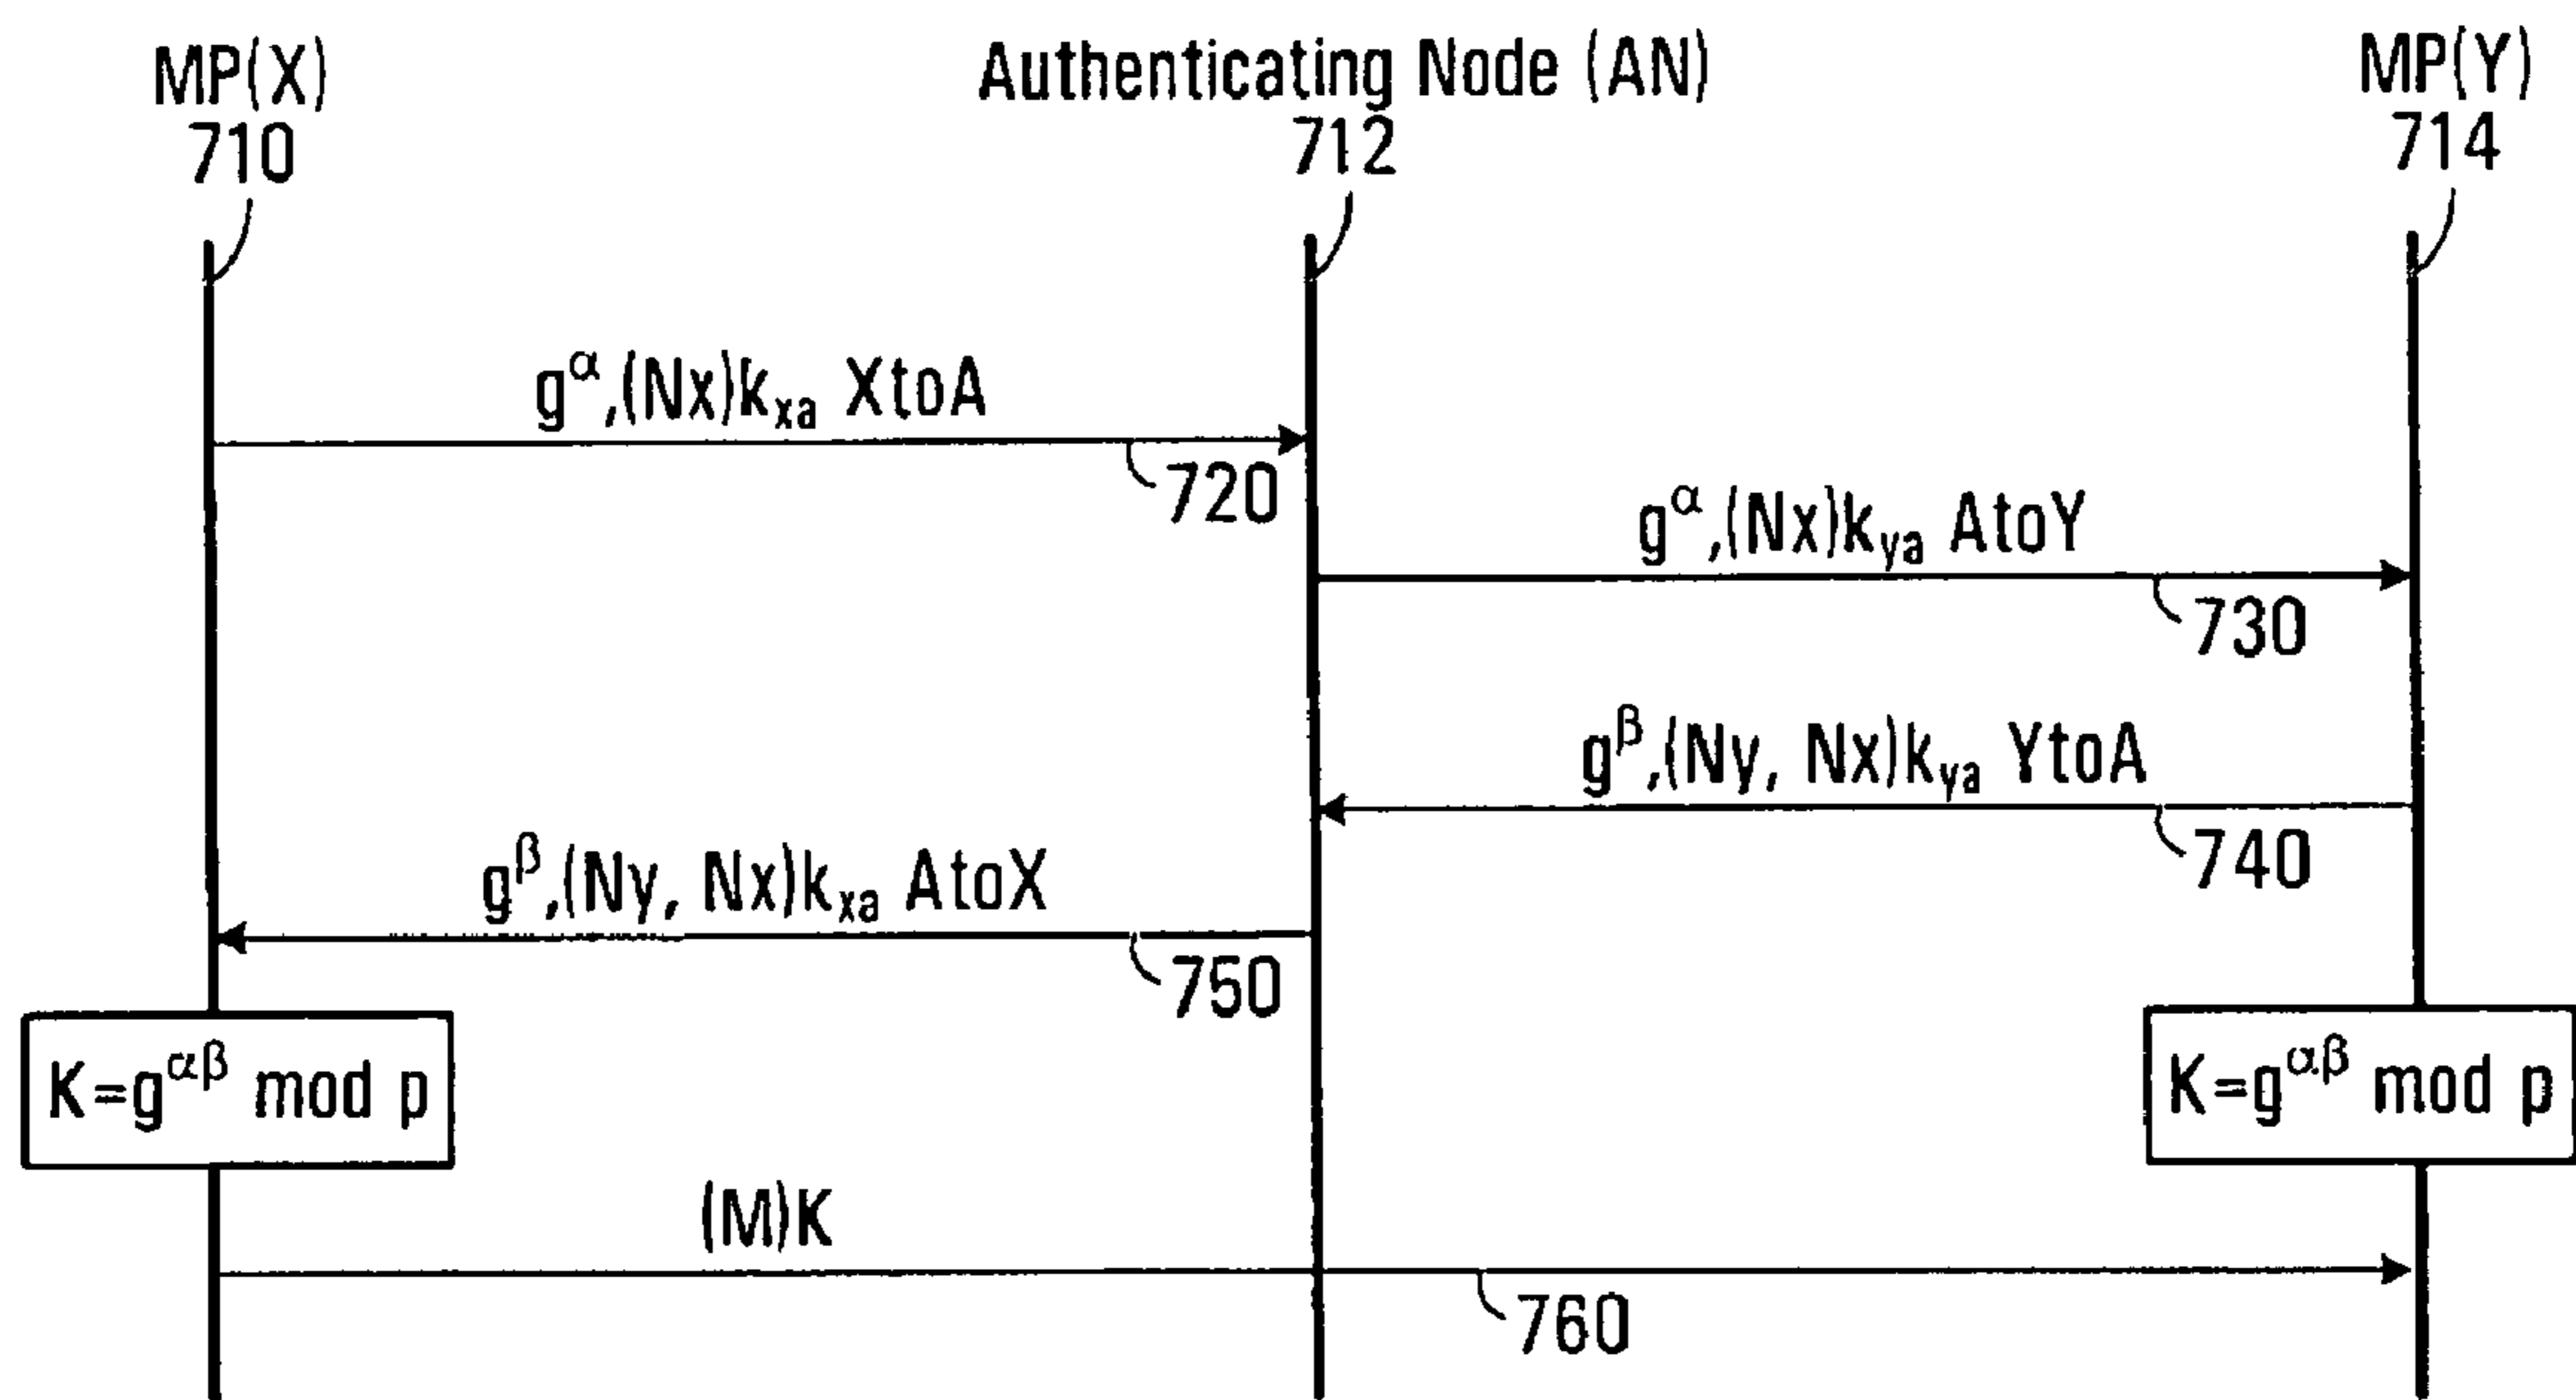 MP(X)
710
Authenticating Node (AN)
712
MP(Y)
714
g^α,(Nx)k_xa XtoA
720
g^α,(Nx)k_ya AtoY
730
g^β,(Ny, Nx)k_ya YtoA
740
g^β,(Ny, Nx)k_xa AtoX
750
K=g^αβ mod p
K=g^αβ mod p
(M)K
760